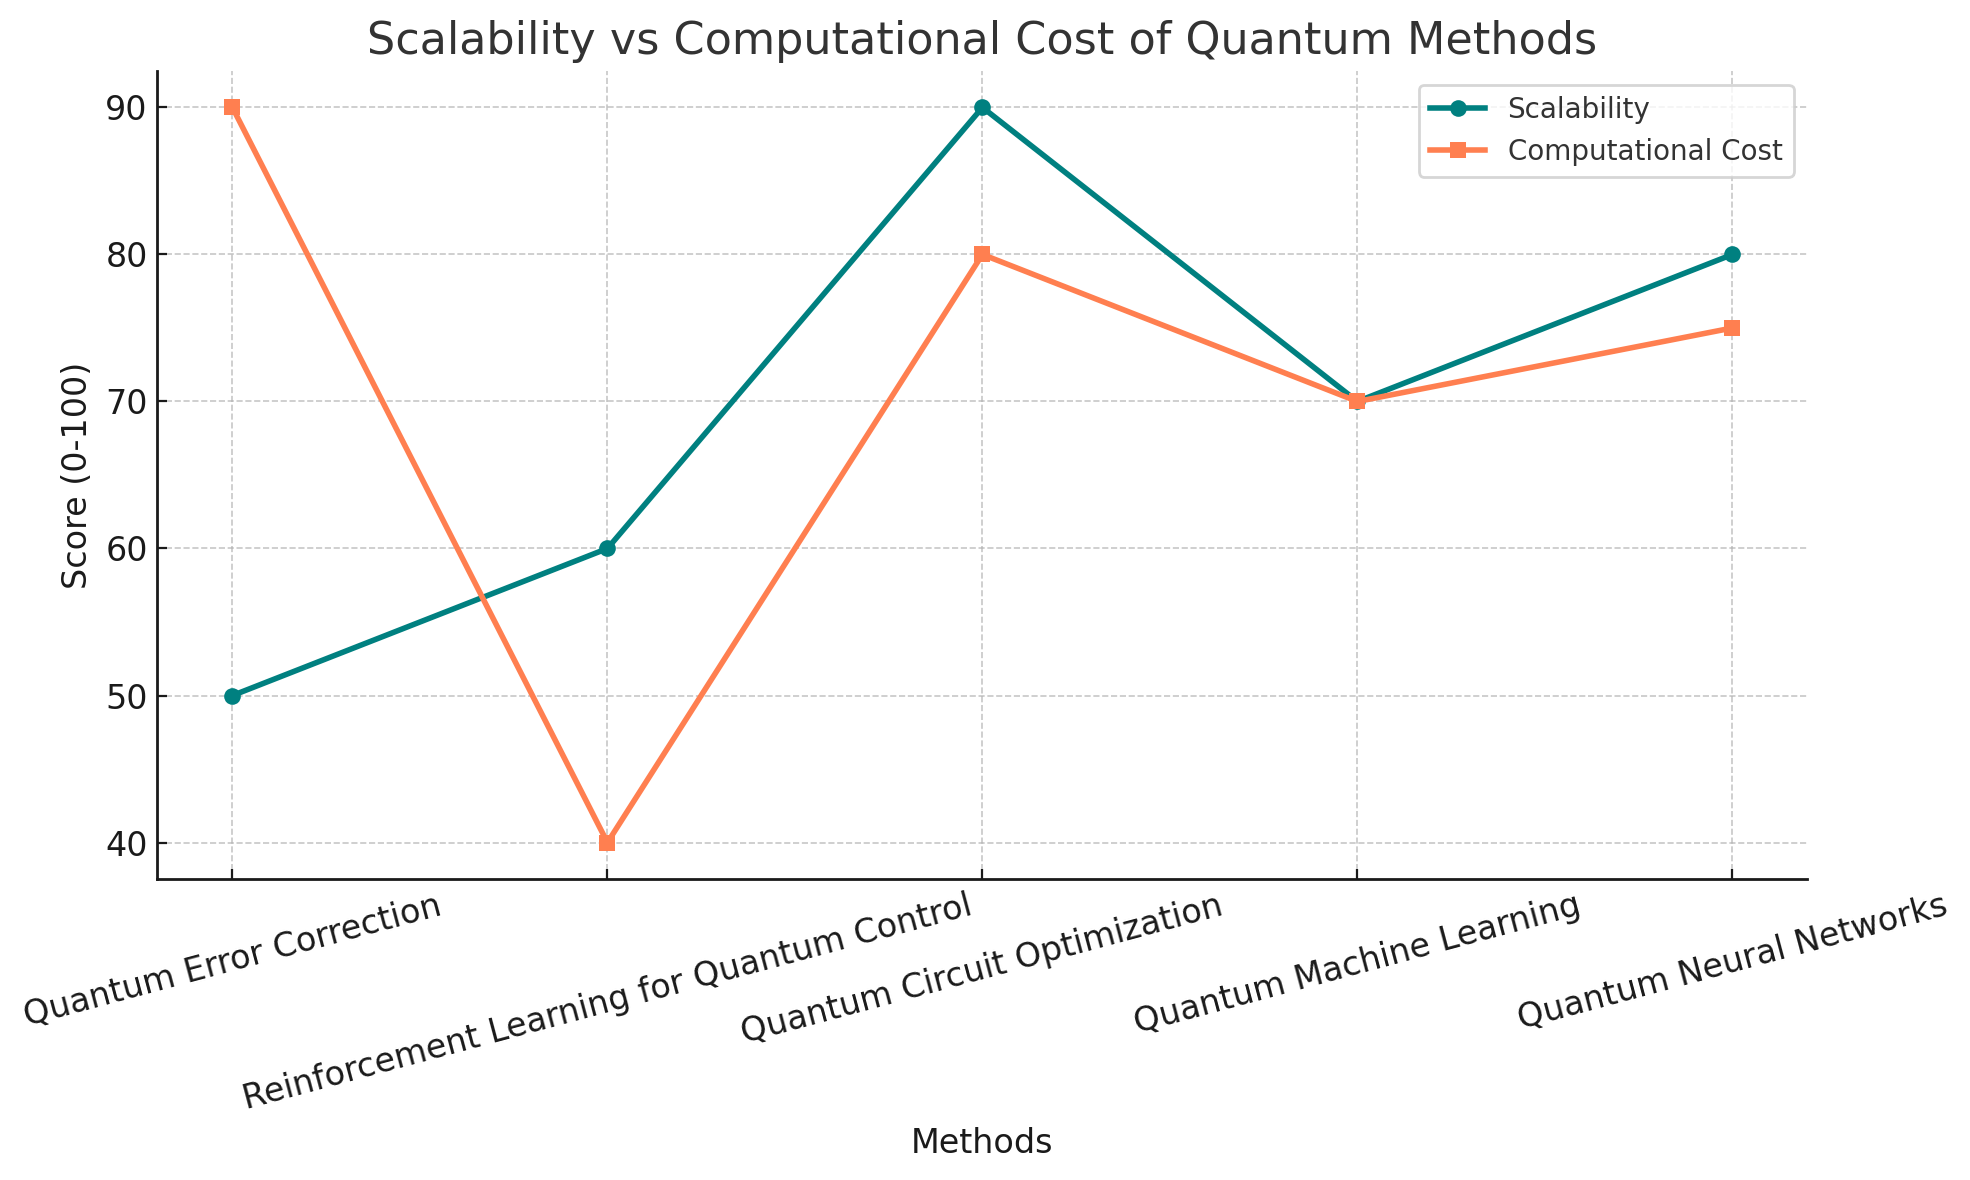 Scalability vs Computational Cost of Quantum Methods
Scalability
Computational Cost
Score (0-100)
90
80
70
60
50
40
Quantum Error Correction
Reinforcement Learning for Quantum Control
Quantum Circuit Optimization
Quantum Machine Learning
Quantum Neural Networks
Methods